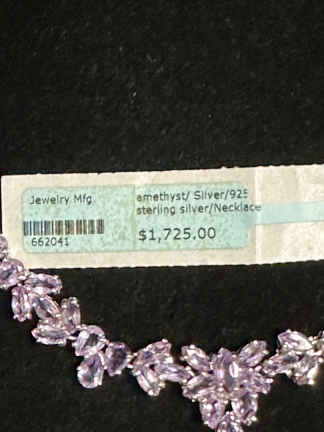 Jewelry Mfg.
662041
amethyst/ Silver/925
sterling silver/Necklace
$1,725.00